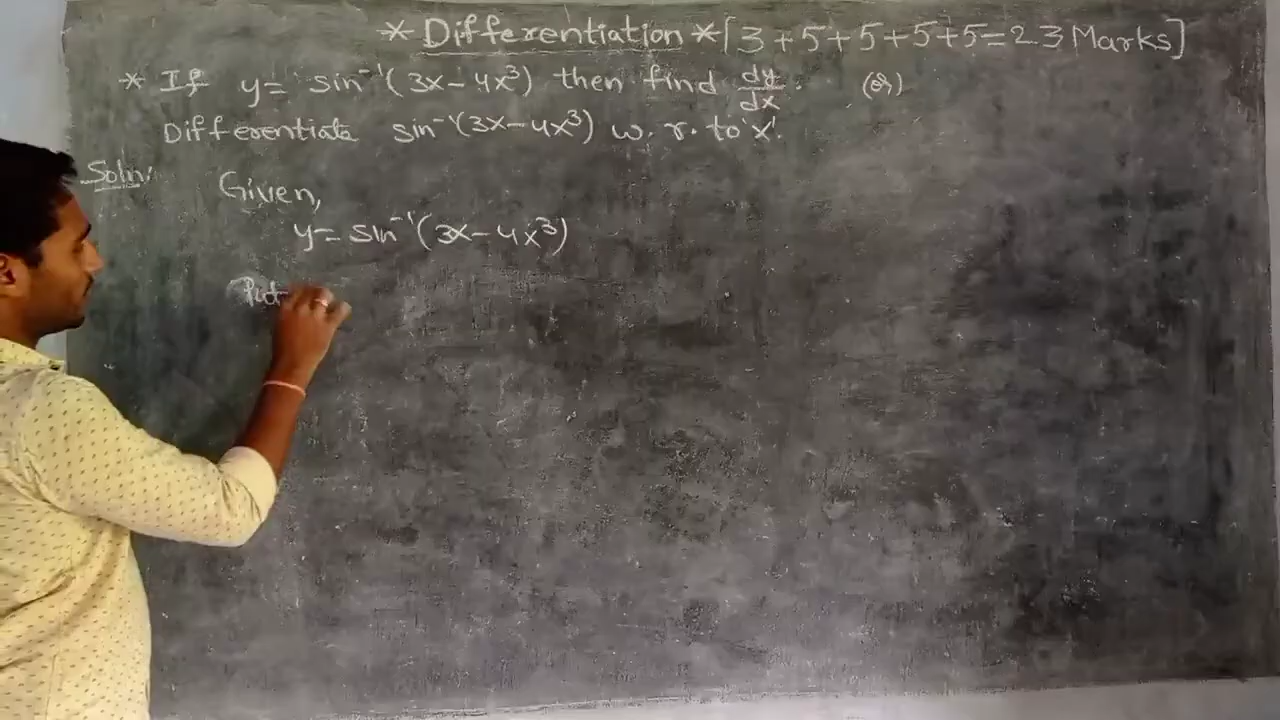 * Differentiation * [3+5+5+5+5=23 Marks]
* If y = sin⁻¹(3x-4x³) then find dy/dx. (or)
Differentiate sin⁻¹(3x-4x³) w.r.to 'x'.
Soln:
Given,
y = sin⁻¹(3x-4x³)
Put